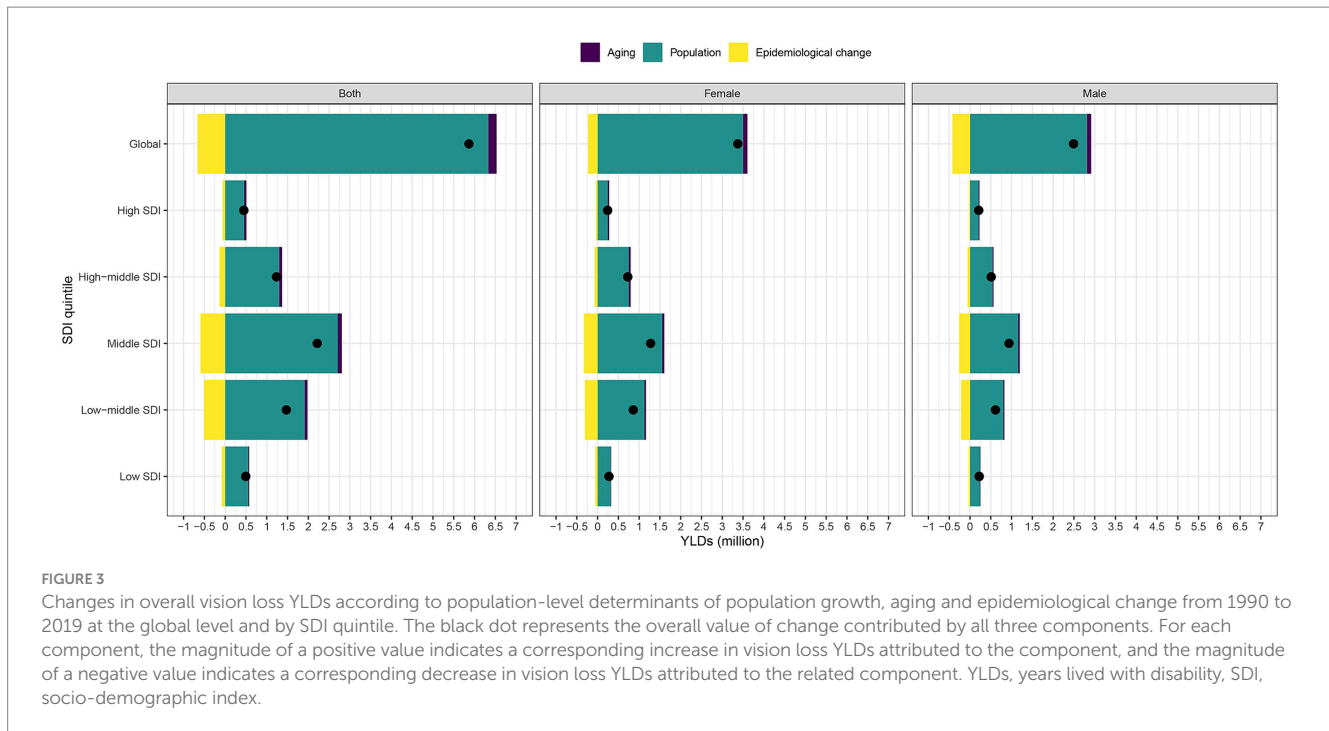 Aging Population Epidemiological change
Both Female Male
SDI quintile
Global
High SDI
High-middle SDI
Middle SDI
Low-middle SDI
Low SDI
−1 −0.5 0 0.5 1 1.5 2 2.5 3 3.5 4 4.5 5 5.5 6 6.5 7 −1 −0.5 0 0.5 1 1.5 2 2.5 3 3.5 4 4.5 5 5.5 6 6.5 7 −1 −0.5 0 0.5 1 1.5 2 2.5 3 3.5 4 4.5 5 5.5 6 6.5 7
YLDs (million)
FIGURE 3
Changes in overall vision loss YLDs according to population-level determinants of population growth, aging and epidemiological change from 1990 to
2019 at the global level and by SDI quintile. The black dot represents the overall value of change contributed by all three components. For each
component, the magnitude of a positive value indicates a corresponding increase in vision loss YLDs attributed to the component, and the magnitude
of a negative value indicates a corresponding decrease in vision loss YLDs attributed to the related component. YLDs, years lived with disability, SDI,
socio-demographic index.